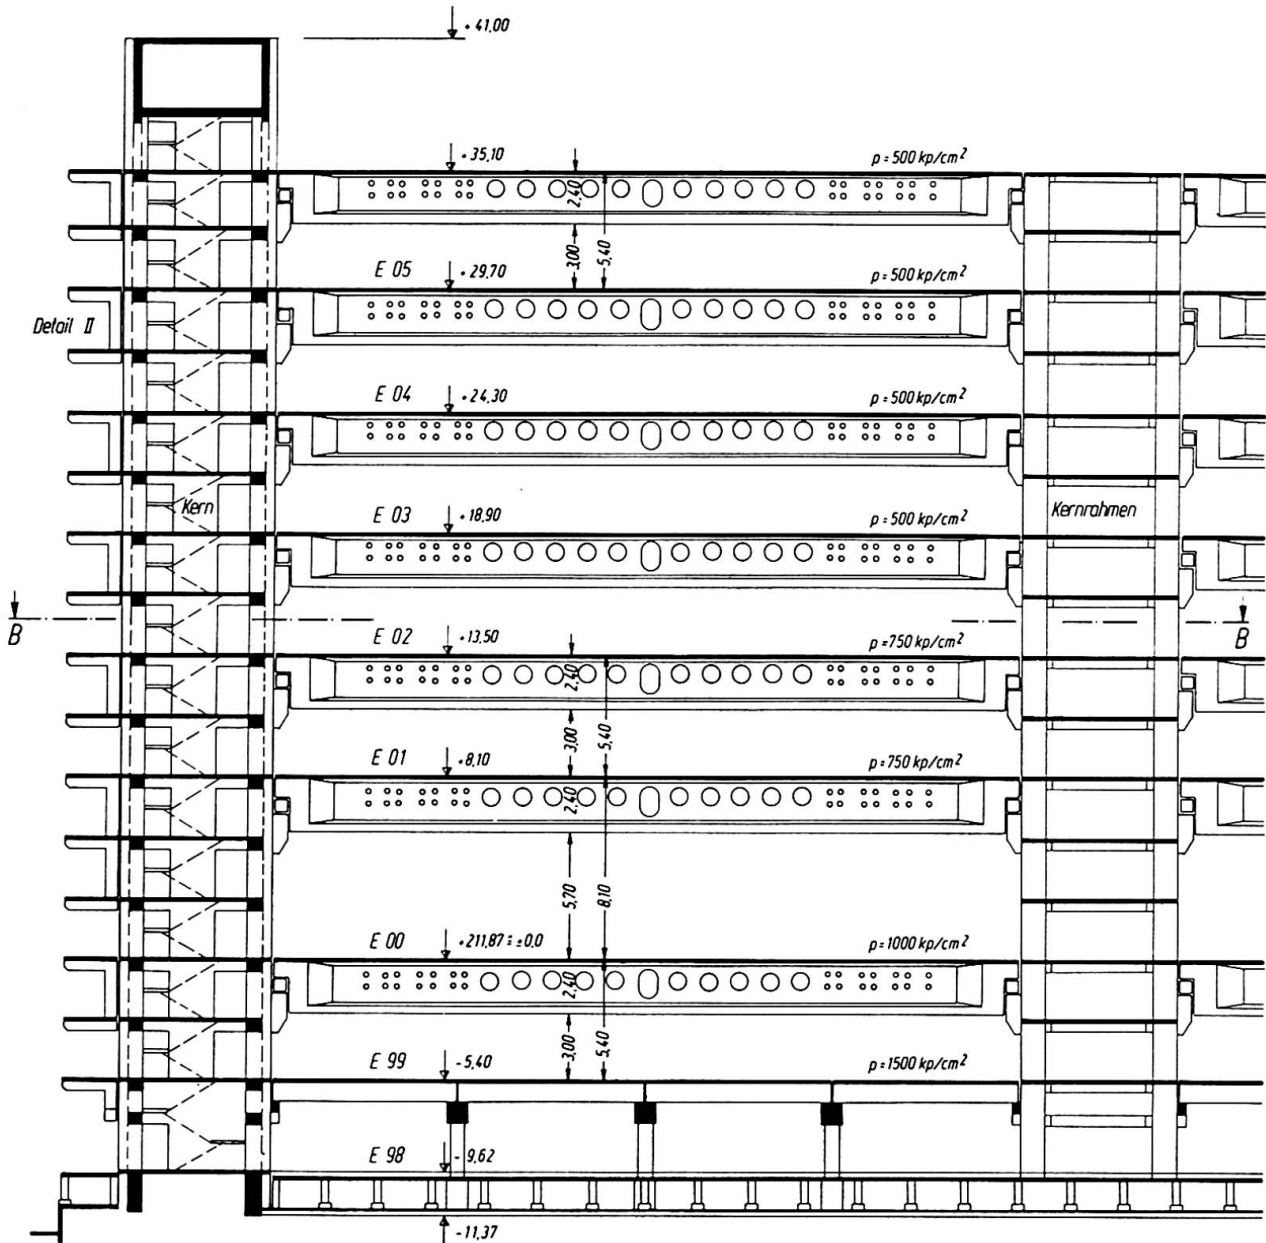 + 41,00
+ 35,10
p = 500 kp/cm²
2,40
3,00
5,40
E 05
+ 29,70
p = 500 kp/cm²
Detail II
E 04
+ 24,30
p = 500 kp/cm²
Kern
E 03
+ 18,90
p = 500 kp/cm²
Kernrahmen
B
B
E 02
+ 13,50
p = 750 kp/cm²
2,40
3,00
5,40
E 01
+ 8,10
p = 750 kp/cm²
2,40
5,70
8,10
E 00
+ 211,87 ≙ ±0,0
p = 1000 kp/cm²
2,40
3,00
5,40
E 99
- 5,40
p = 1500 kp/cm²
E 98
- 9,62
- 11,37